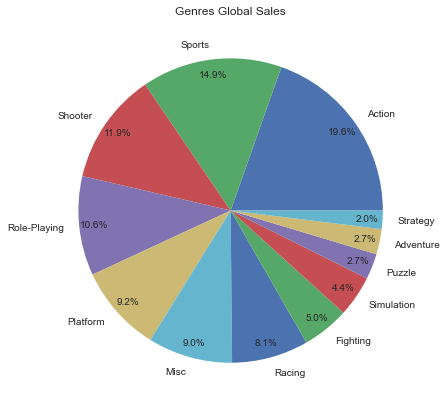 Genres Global Sales
Sports
14.9%
Action
19.6%
Shooter
11.9%
Role-Playing
10.6%
Strategy
2.0%
Adventure
2.7%
Puzzle
2.7%
Simulation
4.4%
Platform
9.2%
Fighting
5.0%
Misc
9.0%
Racing
8.1%